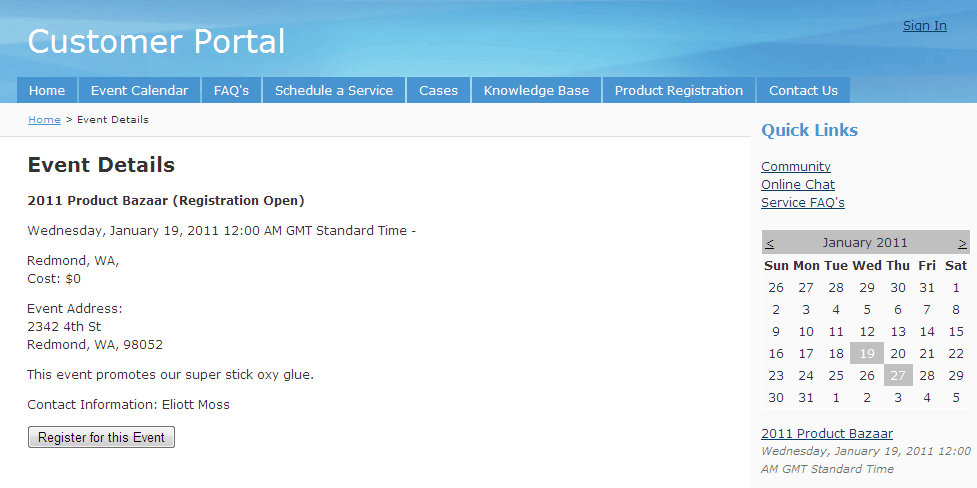 Sign In
Customer Portal
Home Event Calendar FAQ's Schedule a Service Cases Knowledge Base Product Registration Contact Us
Home > Event Details
Event Details
2011 Product Bazaar (Registration Open)
Wednesday, January 19, 2011 12:00 AM GMT Standard Time -
Redmond, WA,
Cost: $0
Event Address:
2342 4th St
Redmond, WA, 98052
This event promotes our super stick oxy glue.
Contact Information: Eliott Moss
Register for this Event
Quick Links
Community
Online Chat
Service FAQ's
< January 2011 >
Sun Mon Tue Wed Thu Fri Sat
26 27 28 29 30 31 1
2 3 4 5 6 7 8
9 10 11 12 13 14 15
16 17 18 19 20 21 22
23 24 25 26 27 28 29
30 31 1 2 3 4 5
2011 Product Bazaar
Wednesday, January 19, 2011 12:00
AM GMT Standard Time